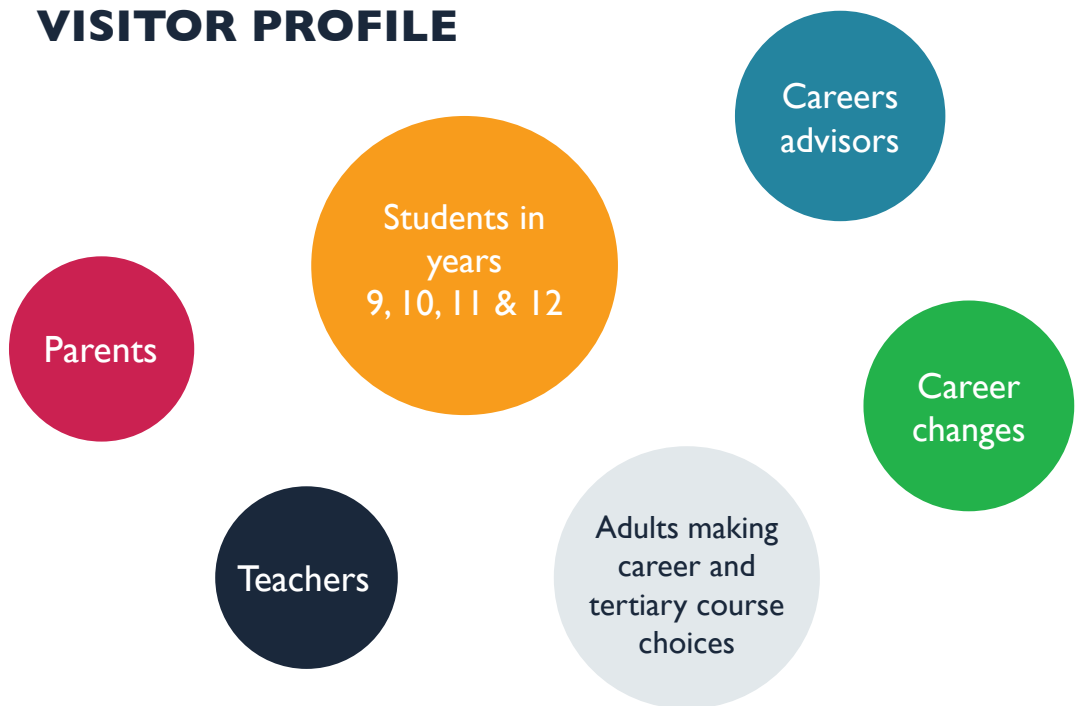 VISITOR PROFILE
Careers
advisors
Students in
years
9, 10, 11 & 12
Parents
Career
changes
Teachers
Adults making
career and
tertiary course
choices